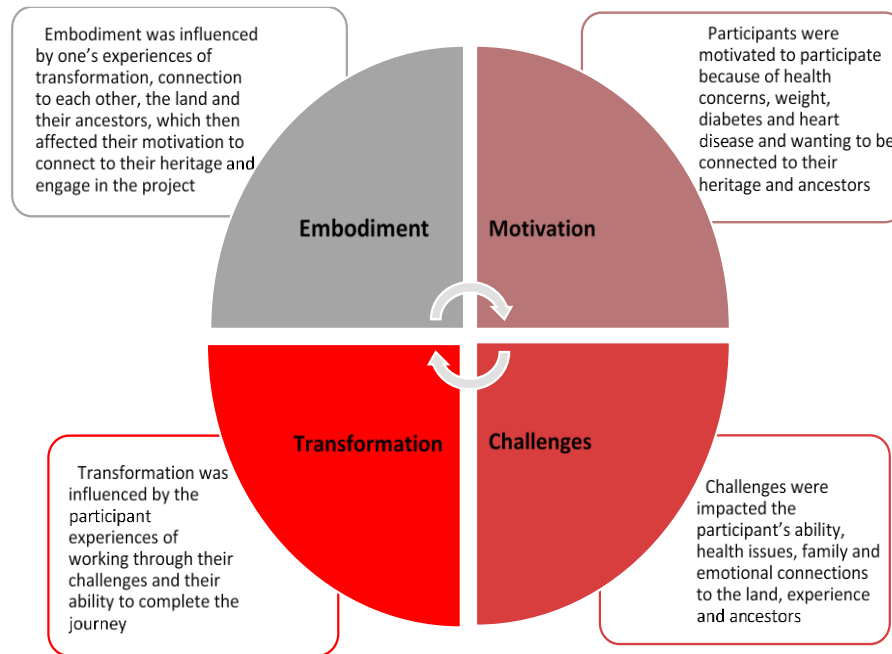 Embodiment was influenced
by one's experiences of
transformation, connection
to each other, the land and
their ancestors, which then
affected their motivation to
connect to their heritage and
engage in the project
Participants were
motivated to participate
because of health
concerns, weight,
diabetes and heart
disease and wanting to be
connected to their
heritage and ancestors
Embodiment
Motivation
Transformation
Challenges
Transformation was
influenced by the
participant
experiences of
working through their
challenges and their
ability to complete the
journey
Challenges were
impacted the
participant's ability,
health issues, family and
emotional connections
to the land, experience
and ancestors